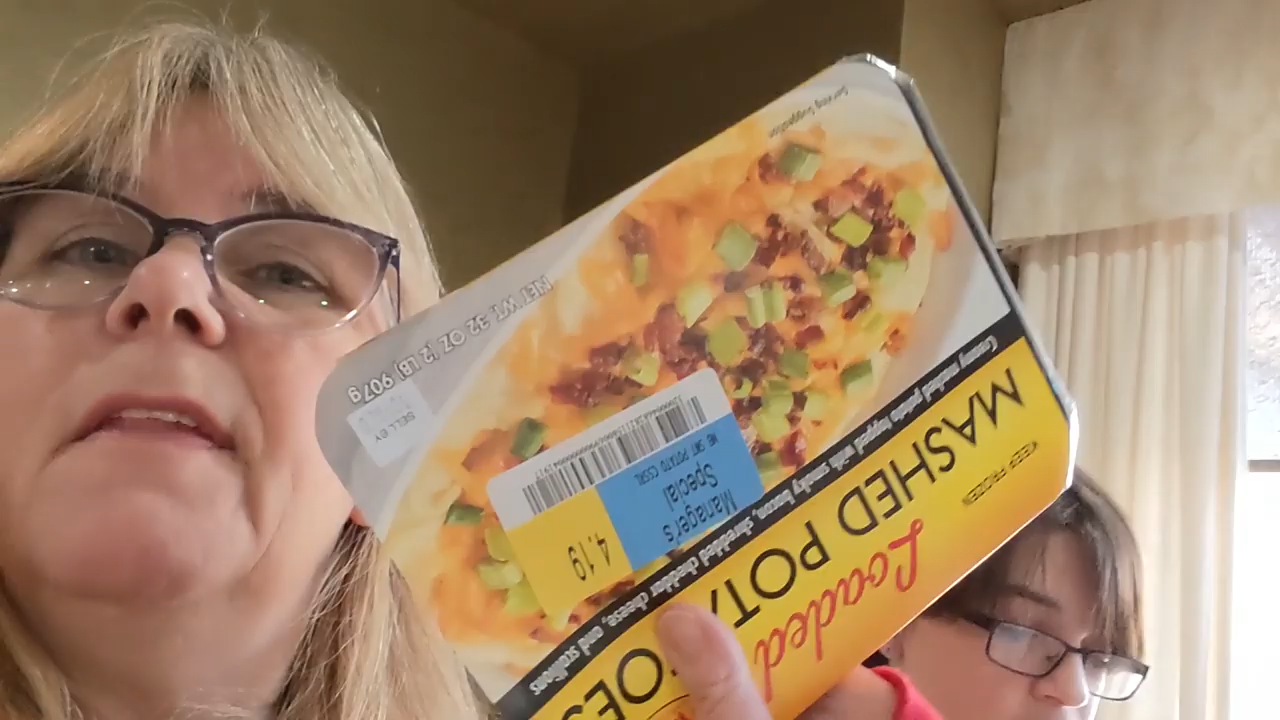 KEEP FROZEN
Loaded
MASHED POTATOES
Creamy mashed potato topped with smoky bacon, shredded cheddar cheese, and scallions
Manager's
Special
4.19
SELL BY
NET WT. 32 OZ (2 LB) 907g
Serving Suggestion